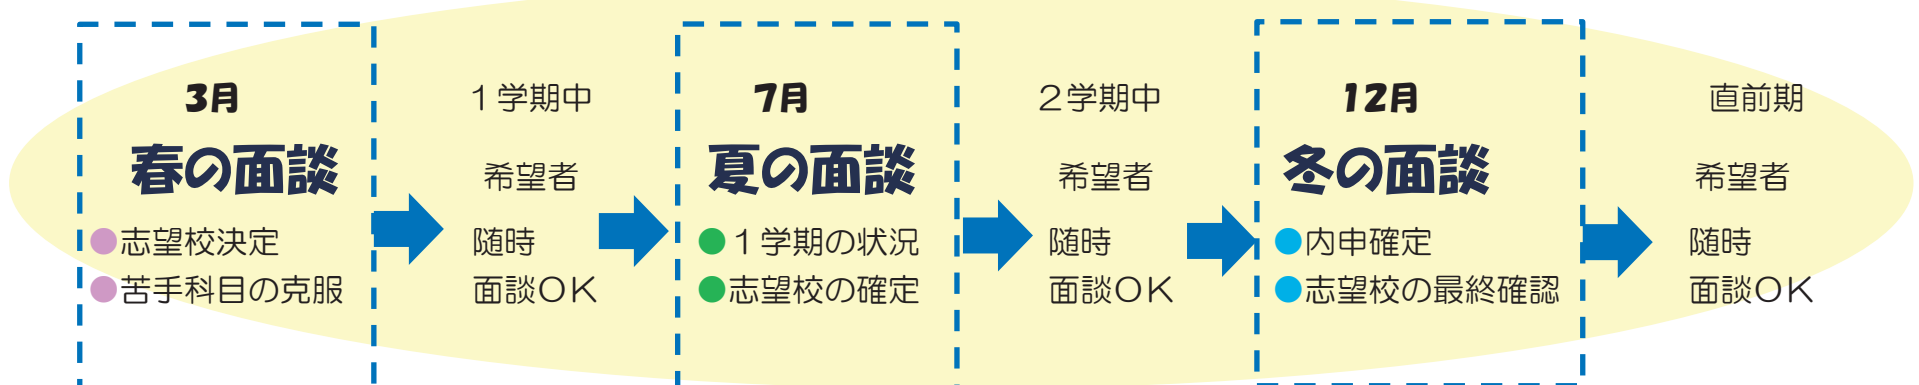 3月
春の面談
●志望校決定
●苦手科目の克服
１学期中
希望者
随時
面談OK
7月
夏の面談
●１学期の状況
●志望校の確定
２学期中
希望者
随時
面談OK
12月
冬の面談
●内申確定
●志望校の最終確認
直前期
希望者
随時
面談OK